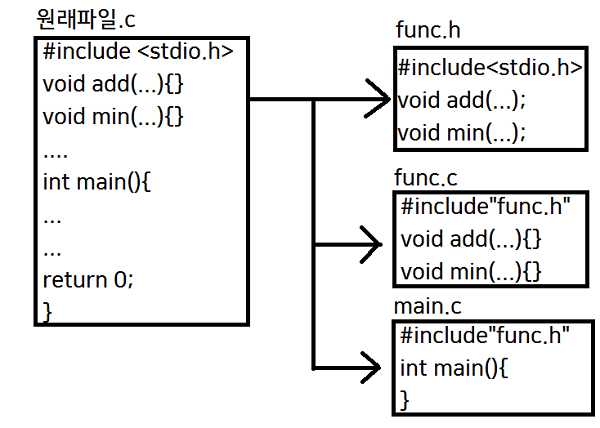 원래파일.c
#include <stdio.h>
void add(...){}
void min(...){}
....
int main(){
...
...
return 0;
}
func.h
#include<stdio.h>
void add(...);
void min(...);
func.c
#include"func.h"
void add(...){}
void min(...){}
main.c
#include"func.h"
int main(){
}